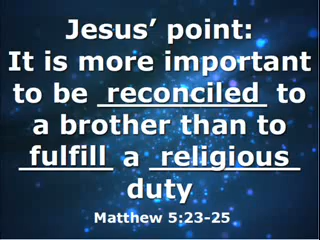 Jesus’ point:
It is more important
to be reconciled to
a brother than to
fulfill a religious
duty
Matthew 5:23-25